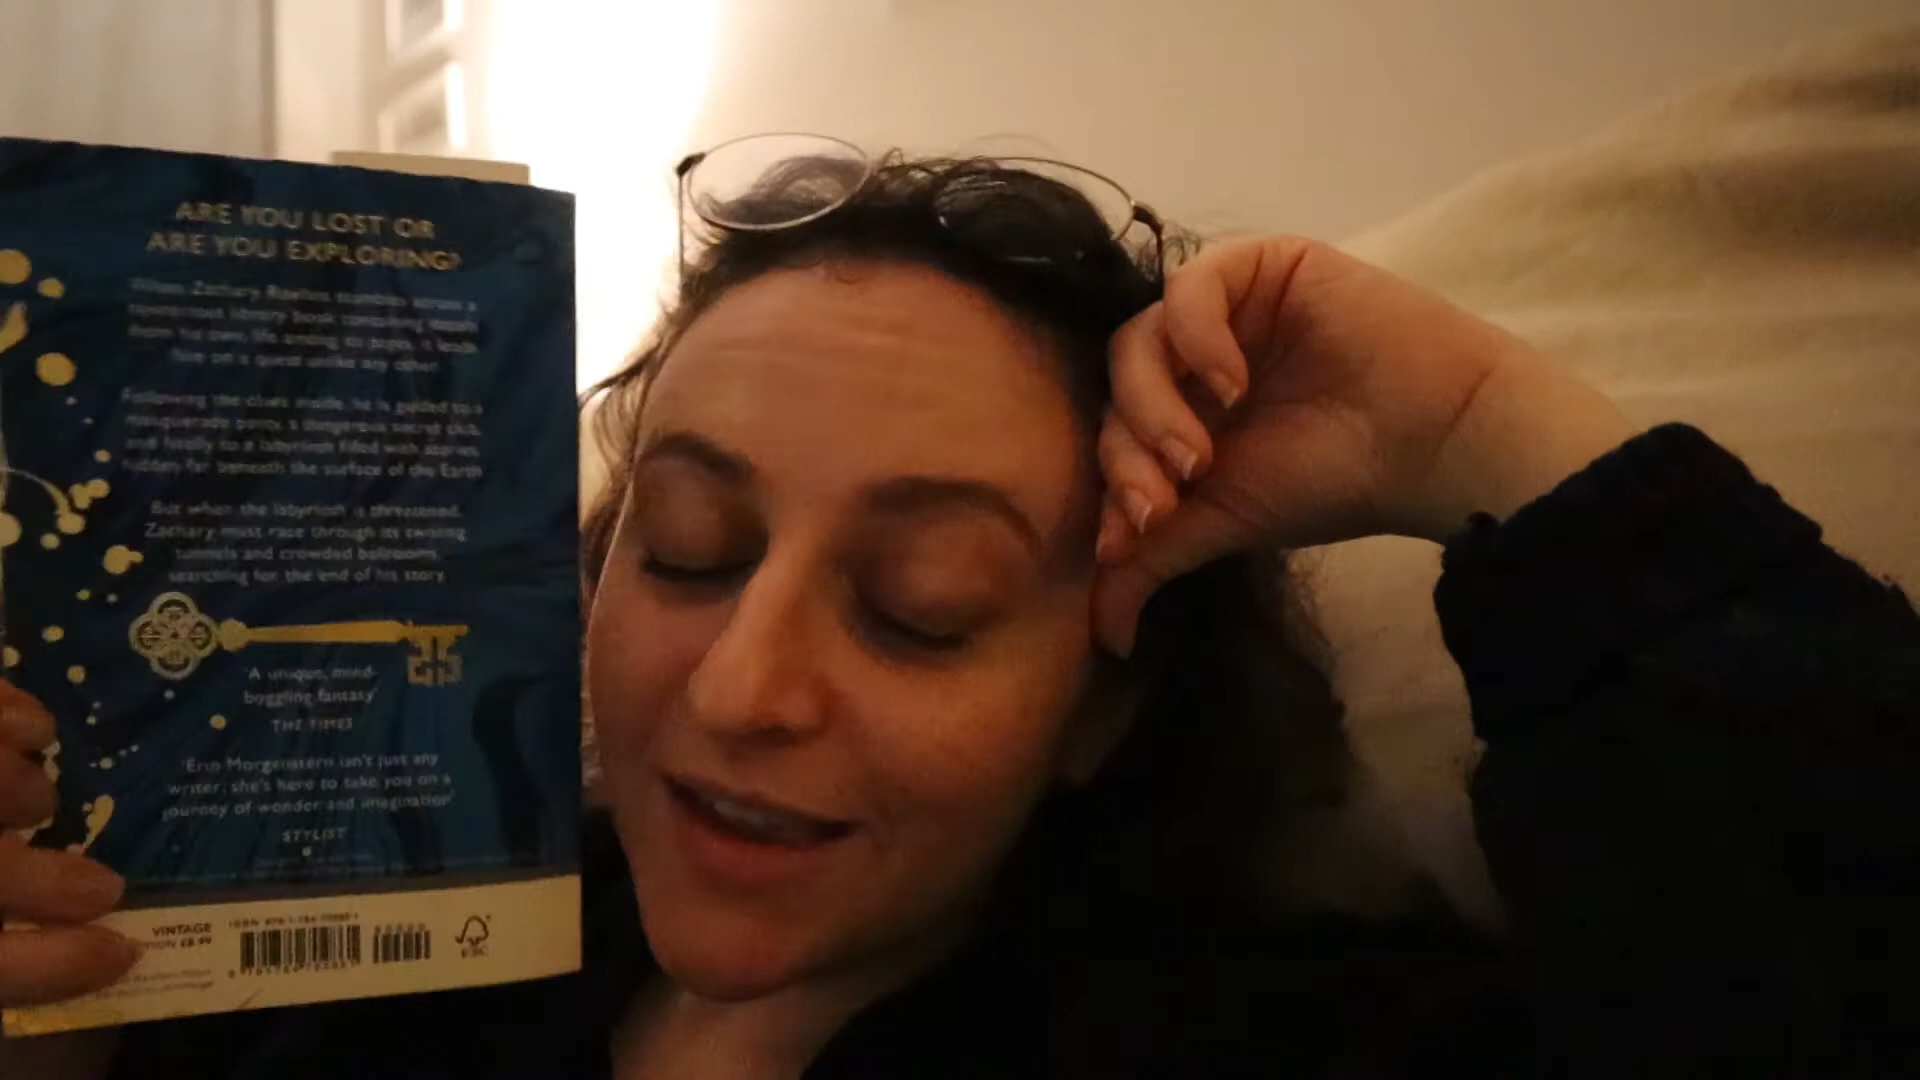 ARE YOU LOST OR
ARE YOU EXPLORING?
When Zachary Rawlins stumbles across a
mysterious library book containing details
from his own life among its pages, it leads
him on a quest unlike any other.
Following the clues inside, he is guided to a
masquerade party, a dangerous secret club,
and finally to a labyrinth filled with stories,
hidden far beneath the surface of the Earth
But when the labyrinth is threatened,
Zachary must race through its twisting
tunnels and crowded ballrooms,
searching for the end of his story.
'A unique, mind-
boggling fantasy'
THE TIMES
'Erin Morgenstern isn't just any
writer; she's here to take you on a
journey of wonder and imagination'
STYLIST
VINTAGE
£8.99
ISBN
FSC